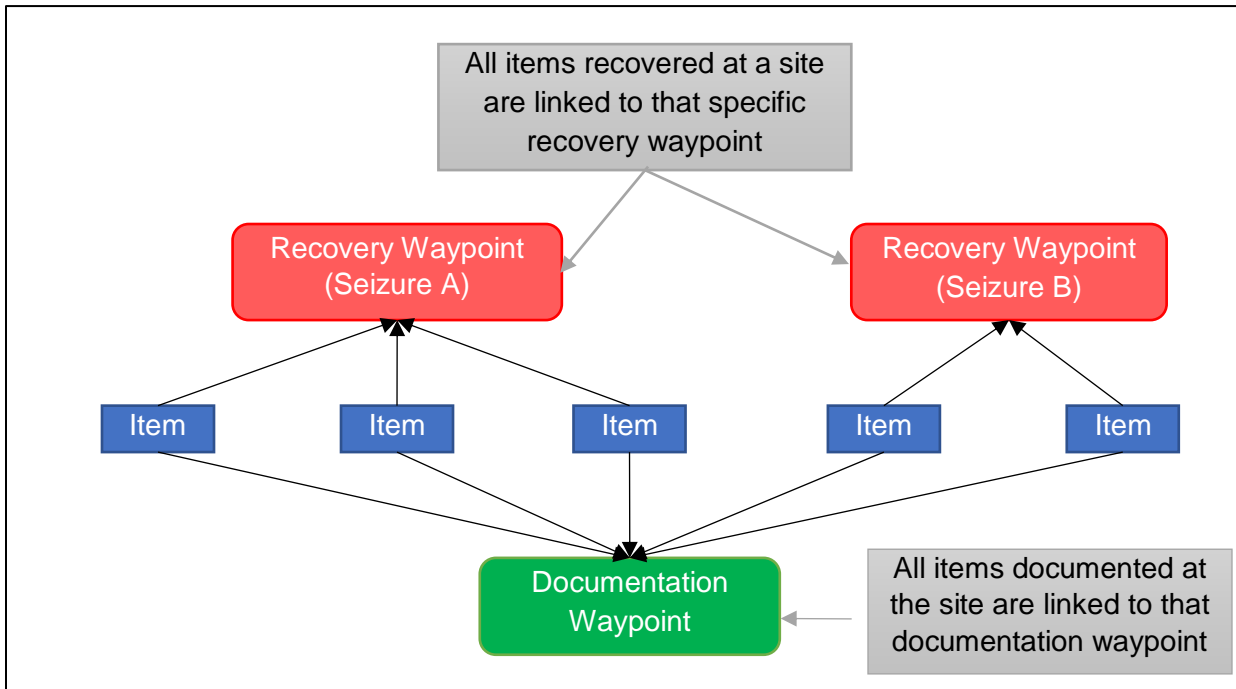 All items recovered at a site
are linked to that specific
recovery waypoint
Recovery Waypoint
(Seizure A)
Recovery Waypoint
(Seizure B)
Item
Item
Item
Item
Item
Documentation
Waypoint
All items documented at
the site are linked to that
documentation waypoint